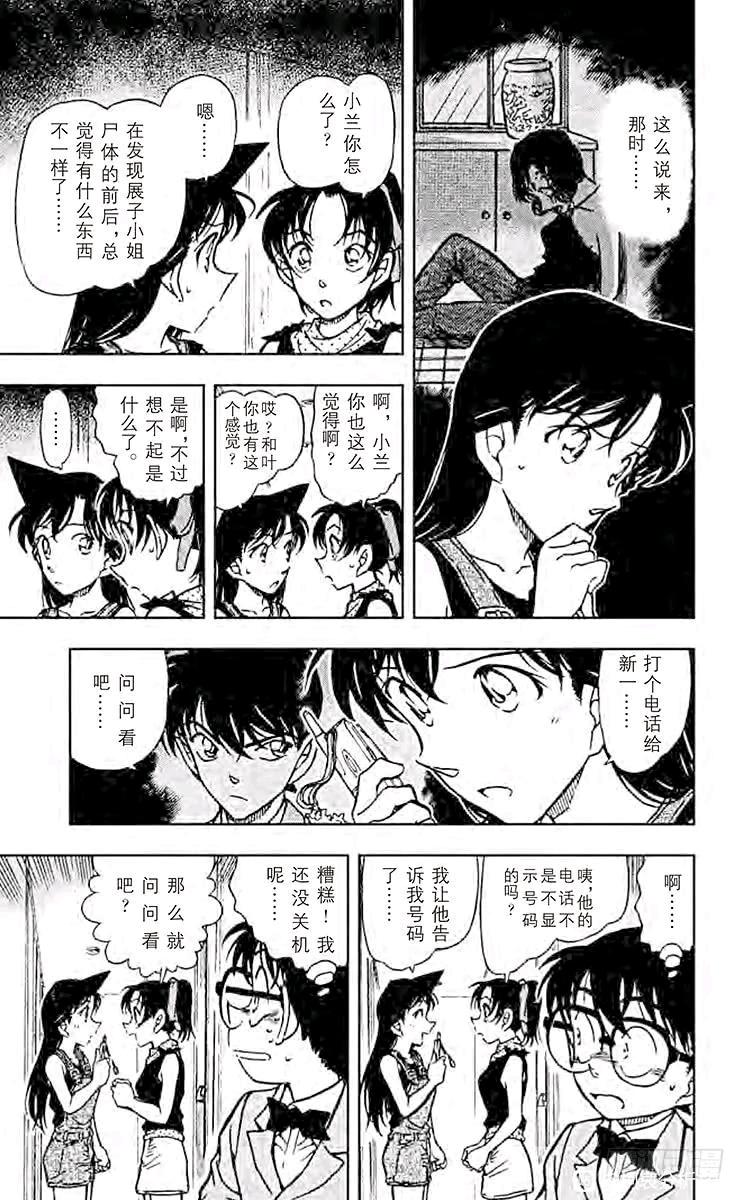 这么说来，
那时……
小兰你怎
么了？
嗯……
在发现展子小姐
尸体的前后，总
觉得有什么东西
不一样了……
啊，小兰
你也这么
觉得啊？
哎？和叶
你也有这
个感觉？
是啊，不过
想不起是
什么了。
……
打个电话给
新一……
问问看
吧……
啊……
咦，他的
电话不
是不显
示号码
的吗？
我让他告
诉我号码
了……
糟糕！我
还没关机
呢……
那么就
问问看
吧？